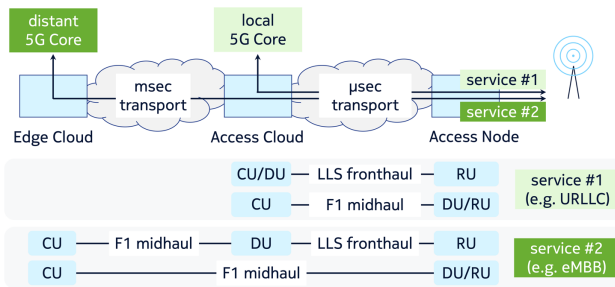 distant
5G Core
local
5G Core
msec
transport
µsec
transport
service #1
service #2
Edge Cloud
Access Cloud
Access Node
CU/DU
LLS fronthaul
RU
CU
F1 midhaul
DU/RU
service #1
(e.g. URLLC)
CU
F1 midhaul
DU
LLS fronthaul
RU
CU
F1 midhaul
DU/RU
service #2
(e.g. eMBB)